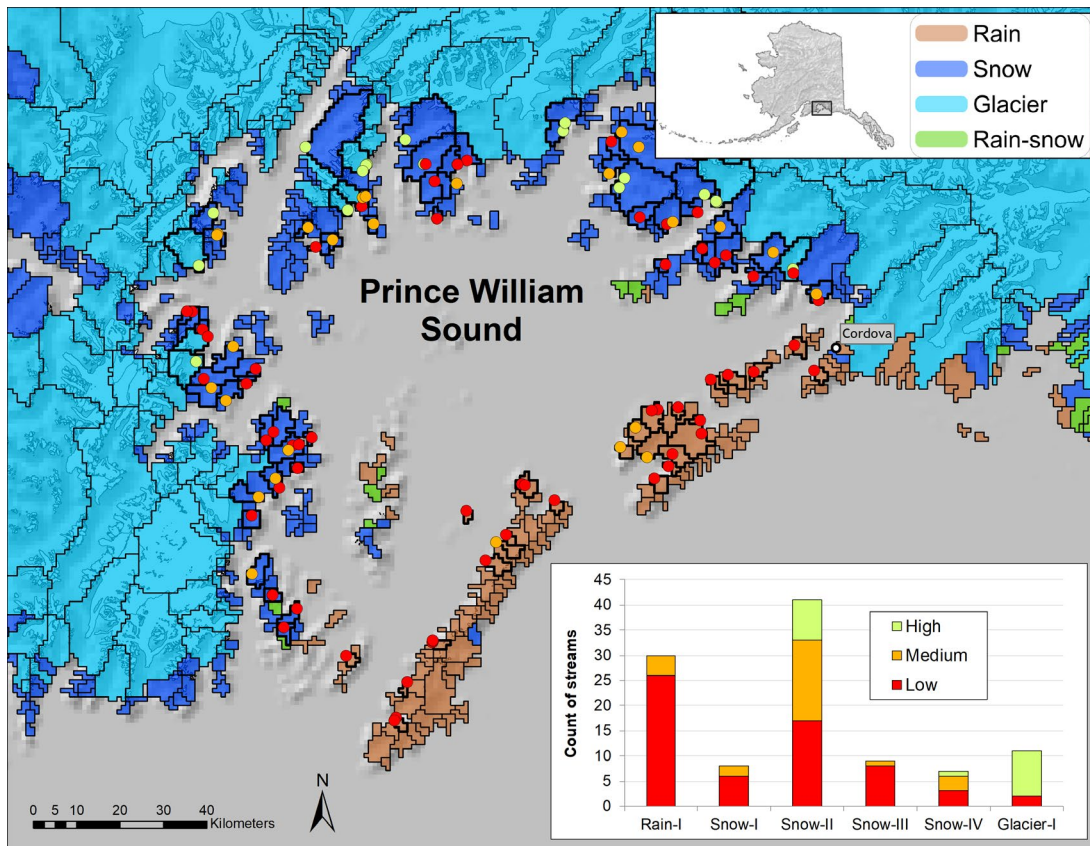 Rain
Snow
Glacier
Rain-snow
Prince William
Sound
Cordova
N
0 5 10 20 30 40
Kilometers
Count of streams
45
40
35
30
25
20
15
10
5
0
High
Medium
Low
Rain-I Snow-I Snow-II Snow-III Snow-IV Glacier-I